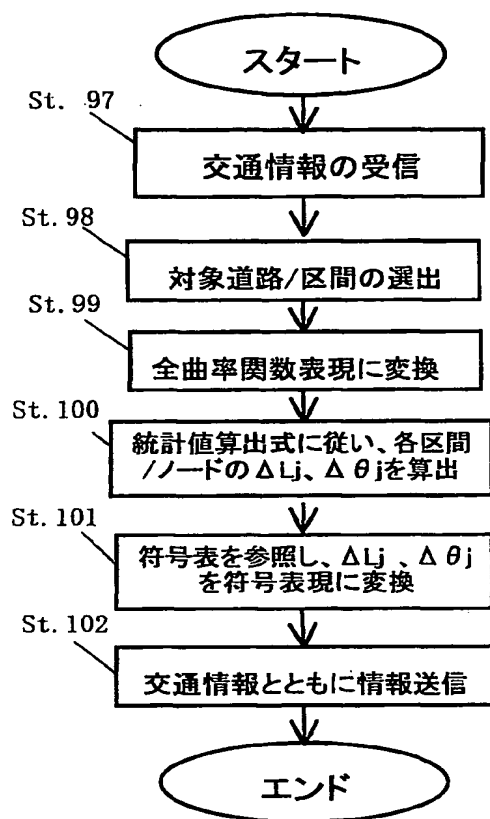 スタート
St. 97
交通情報の受信
St.98
対象道路/区間の選出
St.99
全曲率関数表現に変換
St.100
統計値算出式に従い、各区間
/ノードのΔLj、Δθjを算出
St.101
符号表を参照し、ΔLj、Δθj
を符号表現に変換
St.102
交通情報とともに情報送信
エンド